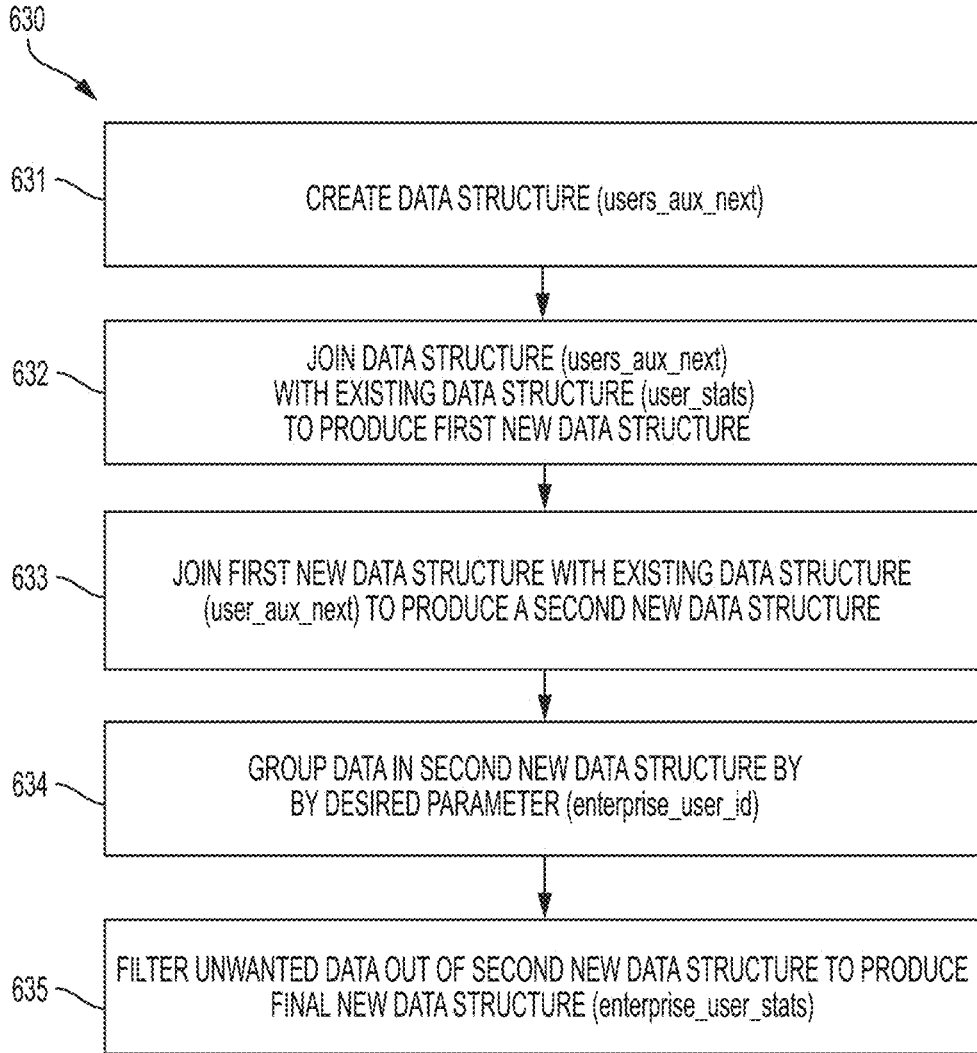 630
631
CREATE DATA STRUCTURE (users_aux_next)
632
JOIN DATA STRUCTURE (users_aux_next)
WITH EXISTING DATA STRUCTURE (user_stats)
TO PRODUCE FIRST NEW DATA STRUCTURE
633
JOIN FIRST NEW DATA STRUCTURE WITH EXISTING DATA STRUCTURE
(user_aux_next) TO PRODUCE A SECOND NEW DATA STRUCTURE
634
GROUP DATA IN SECOND NEW DATA STRUCTURE BY
BY DESIRED PARAMETER (enterprise_user_id)
635
FILTER UNWANTED DATA OUT OF SECOND NEW DATA STRUCTURE TO PRODUCE
FINAL NEW DATA STRUCTURE (enterprise_user_stats)